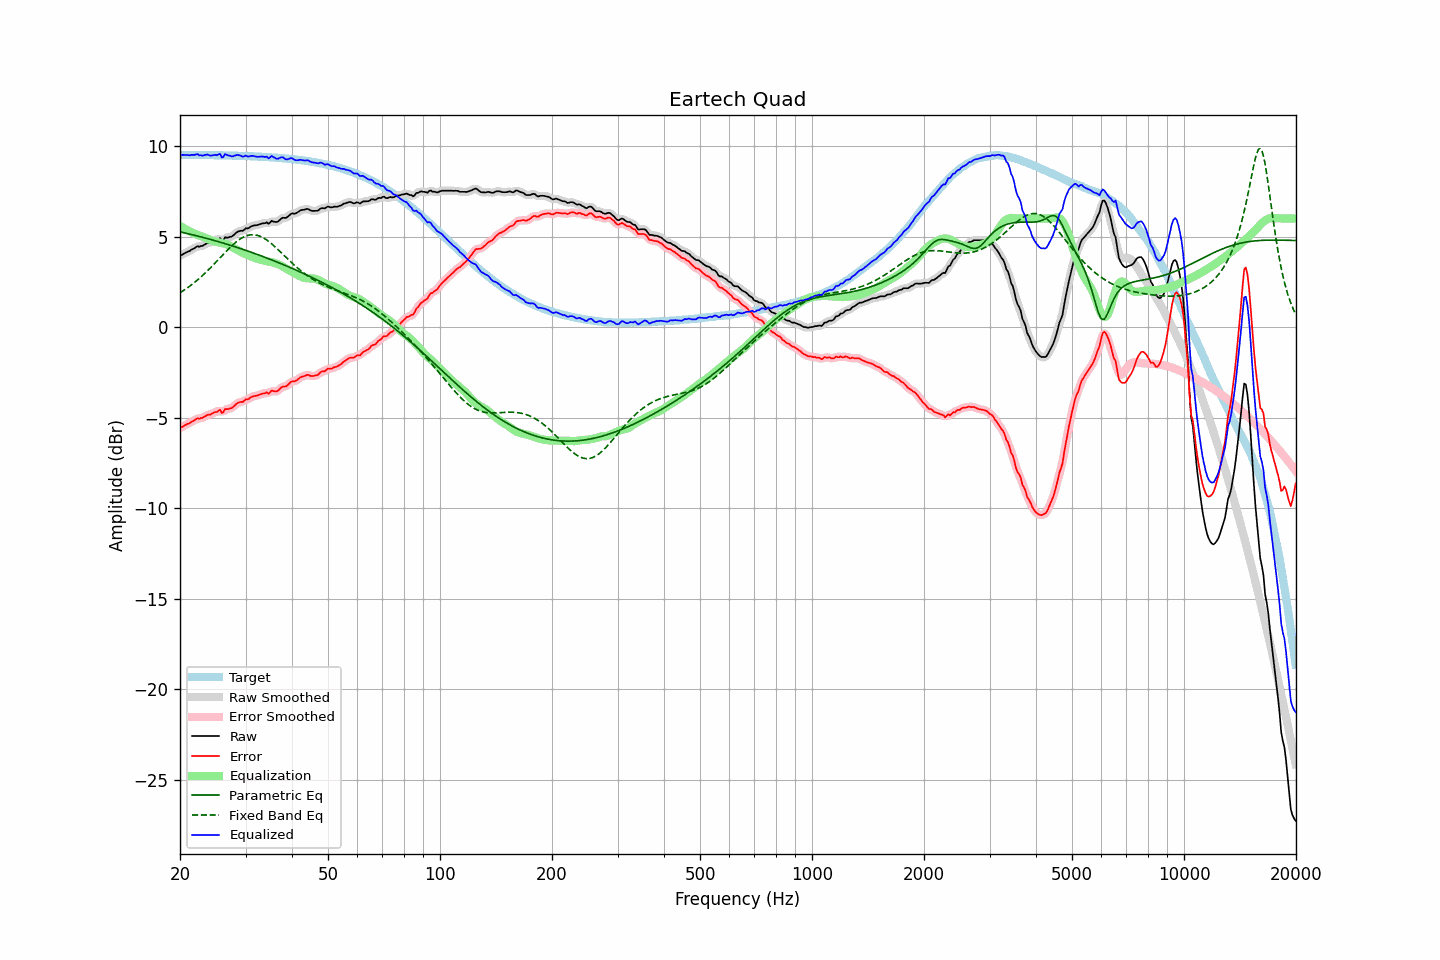 Eartech Quad
Amplitude (dBr)
10
5
0
−5
−10
−15
−20
−25
Target
Raw Smoothed
Error Smoothed
Raw
Error
Equalization
Parametric Eq
Fixed Band Eq
Equalized
20 50 100 200 500 1000 2000 5000 10000 20000
Frequency (Hz)